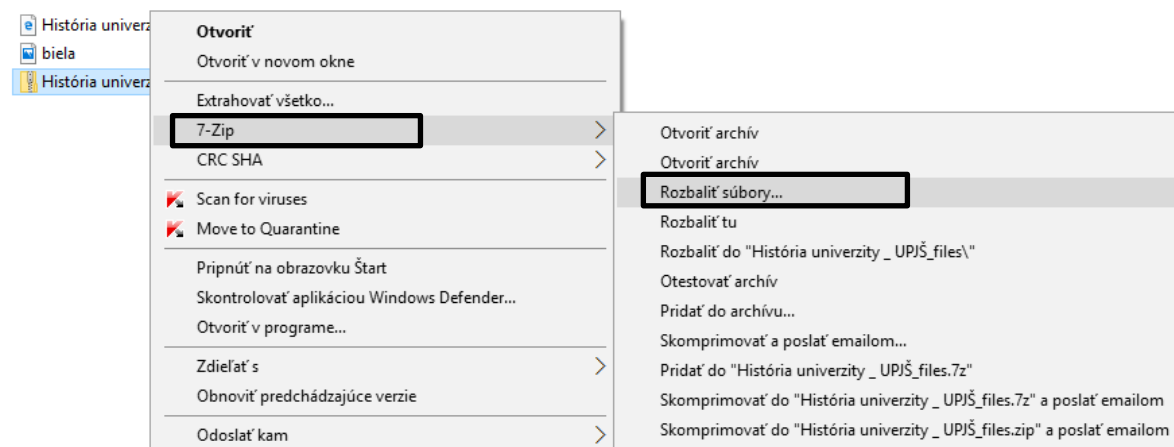 História univerz
biela
História univerz
Otvoriť
Otvoriť v novom okne
Extrahovať všetko...
7-Zip
CRC SHA
Scan for viruses
Move to Quarantine
Pripnúť na obrazovku Štart
Skontrolovať aplikáciou Windows Defender...
Otvoriť v programe...
Zdieľať s
Obnoviť predchádzajúce verzie
Odoslať kam
Otvoriť archív
Otvoriť archív
Rozbaliť súbory...
Rozbaliť tu
Rozbaliť do "História univerzity _ UPJŠ_files\"
Otestovať archív
Pridať do archívu...
Skomprimovať a poslať emailom...
Pridať do "História univerzity _ UPJŠ_files.7z"
Skomprimovať do "História univerzity _ UPJŠ_files.7z" a poslať emailom
Skomprimovať do "História univerzity _ UPJŠ_files.zip" a poslať emailom